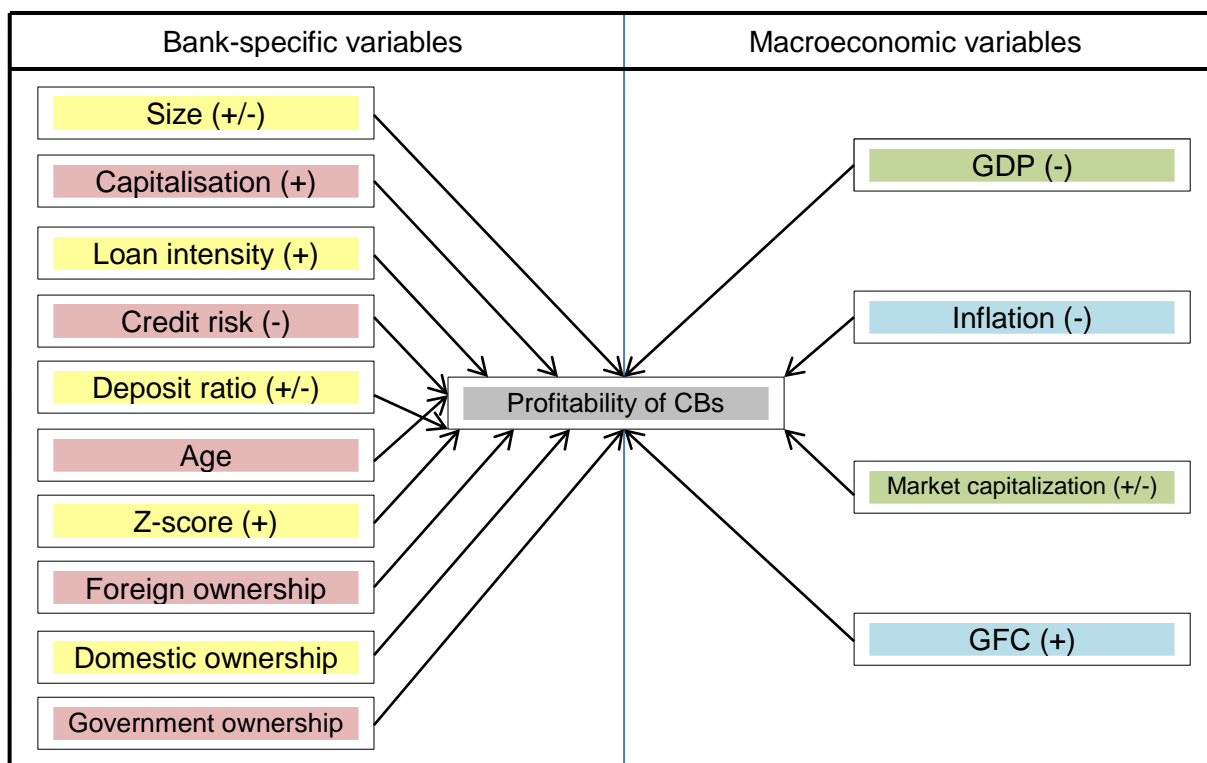 Bank-specific variables
Macroeconomic variables
Size (+/-)
Capitalisation (+)
Loan intensity (+)
Credit risk (-)
Deposit ratio (+/-)
Age
Z-score (+)
Foreign ownership
Domestic ownership
Government ownership
Profitability of CBs
GDP (-)
Inflation (-)
Market capitalization (+/-)
GFC (+)